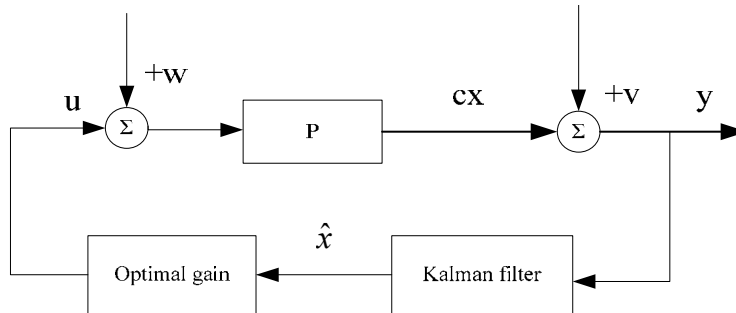 +w
+v
u
cx
y
Σ
P
Σ
x̂
Optimal gain
Kalman filter